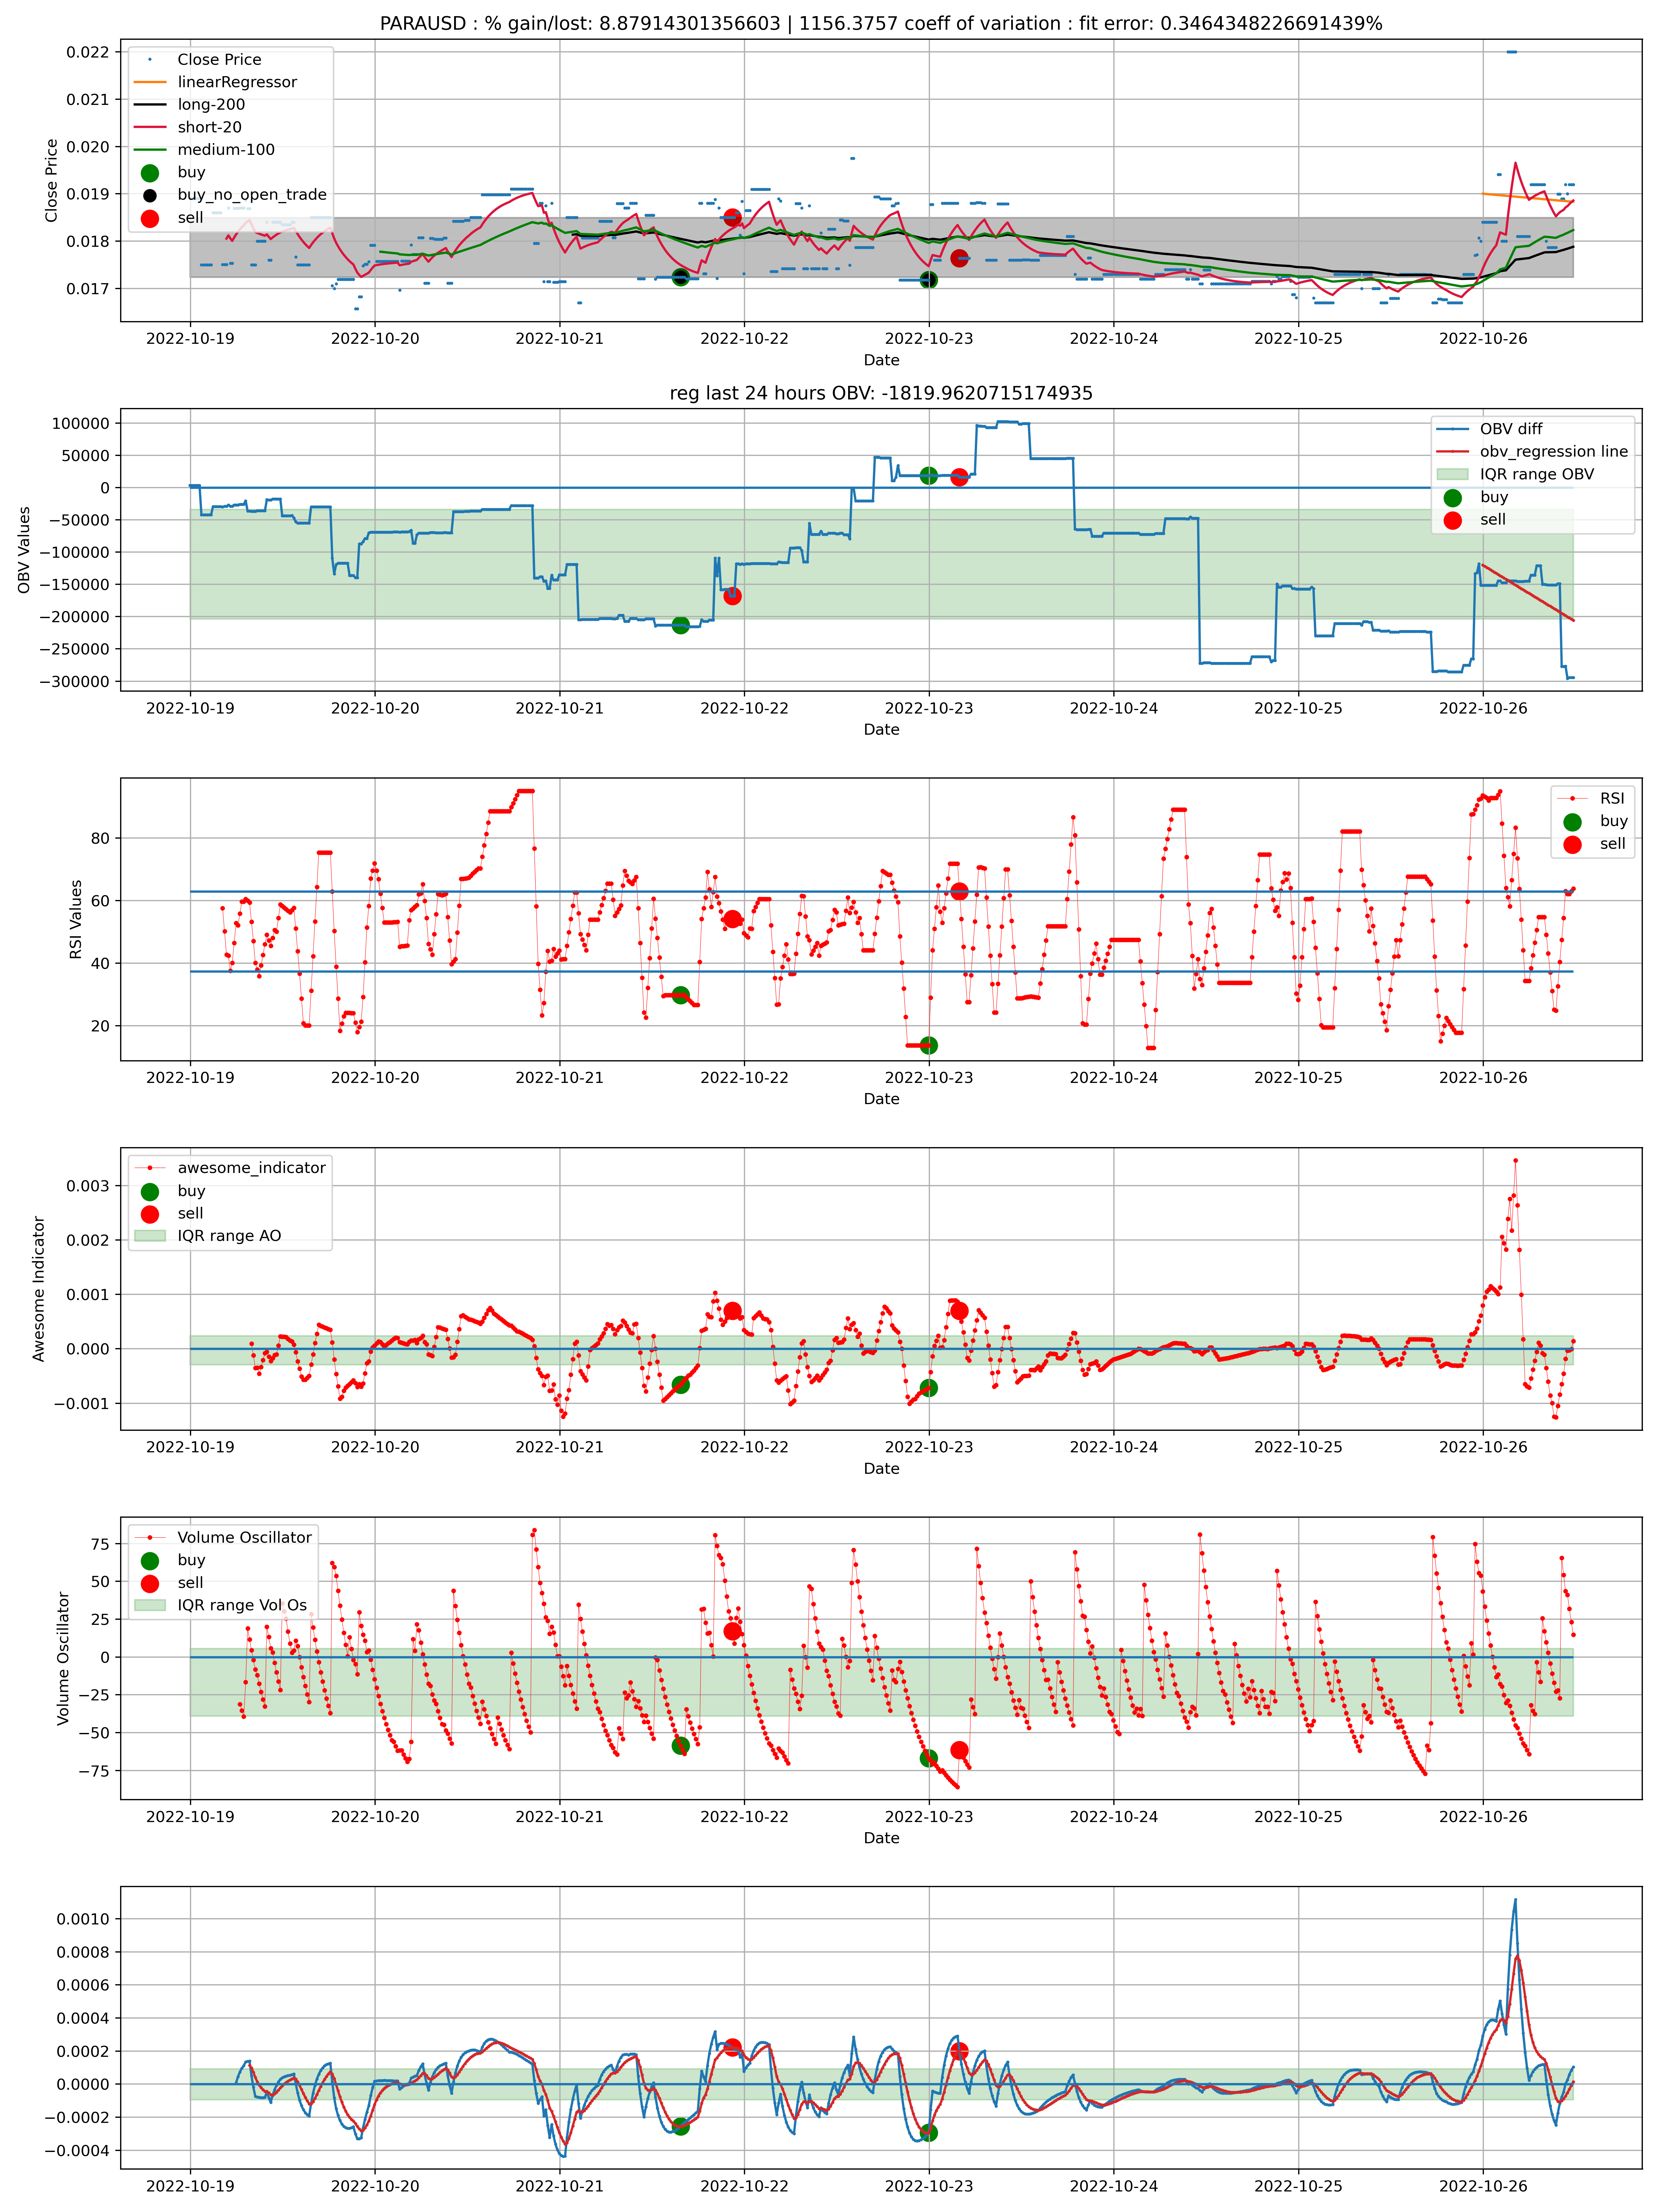 PARAUSD : % gain/lost: 8.87914301356603 | 1156.3757 coeff of variation : fit error: 0.3464348226691439%
Close Price
0.022
0.021
0.020
0.019
0.018
0.017
Close Price
linearRegressor
long-200
short-20
medium-100
buy
buy_no_open_trade
sell
2022-10-19 2022-10-20 2022-10-21 2022-10-22 2022-10-23 2022-10-24 2022-10-25 2022-10-26
Date
reg last 24 hours OBV: -1819.9620715174935
OBV Values
100000
50000
0
−50000
−100000
−150000
−200000
−250000
−300000
OBV diff
obv_regression line
IQR range OBV
buy
sell
2022-10-19 2022-10-20 2022-10-21 2022-10-22 2022-10-23 2022-10-24 2022-10-25 2022-10-26
Date
RSI Values
80
60
40
20
RSI
buy
sell
2022-10-19 2022-10-20 2022-10-21 2022-10-22 2022-10-23 2022-10-24 2022-10-25 2022-10-26
Date
Awesome Indicator
0.003
0.002
0.001
0.000
−0.001
awesome_indicator
buy
sell
IQR range AO
2022-10-19 2022-10-20 2022-10-21 2022-10-22 2022-10-23 2022-10-24 2022-10-25 2022-10-26
Date
Volume Oscillator
75
50
25
0
−25
−50
−75
Volume Oscillator
buy
sell
IQR range Vol Os
2022-10-19 2022-10-20 2022-10-21 2022-10-22 2022-10-23 2022-10-24 2022-10-25 2022-10-26
Date
0.0010
0.0008
0.0006
0.0004
0.0002
0.0000
−0.0002
−0.0004
2022-10-19 2022-10-20 2022-10-21 2022-10-22 2022-10-23 2022-10-24 2022-10-25 2022-10-26